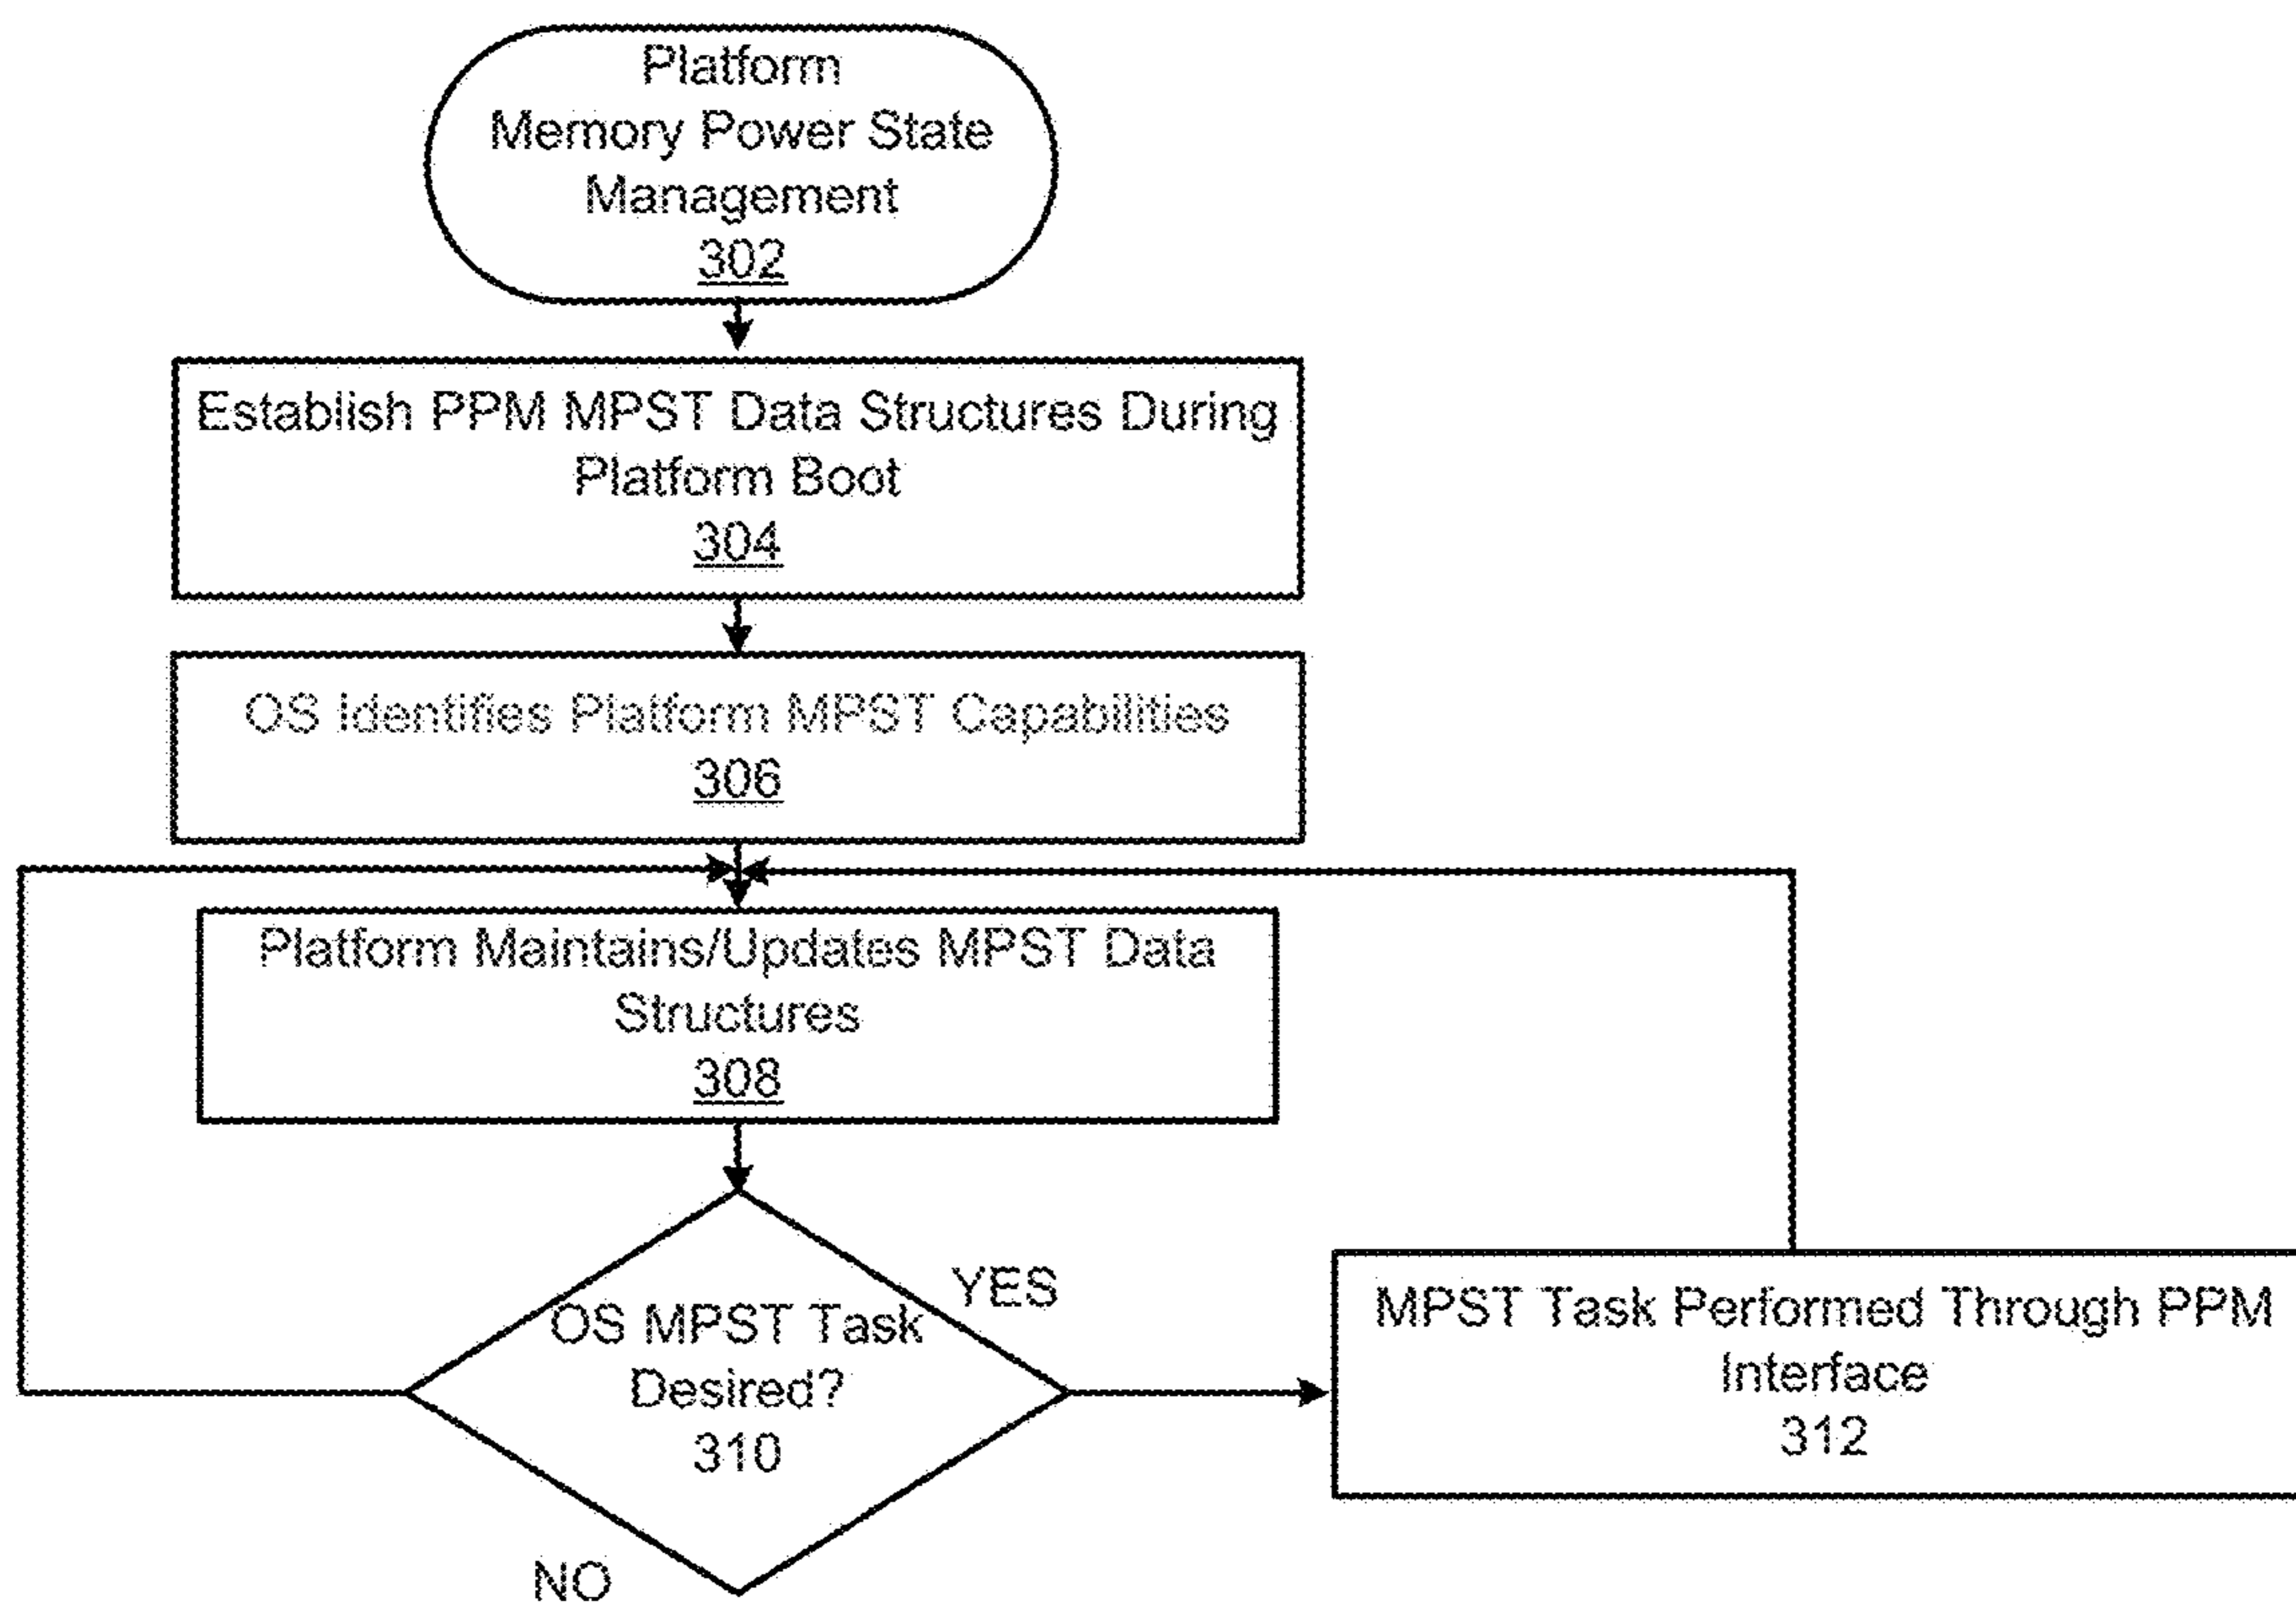 Platform
Memory Power State
Management
302
Establish PPM MPST Data Structures During
Platform Boot
304
OS Identifies Platform MPST Capabilities
306
Platform Maintains/Updates MPST Data
Structures
308
YES
OS MPST Task
Desired?
310
NO
MPST Task Performed Through PPM
Interface
312